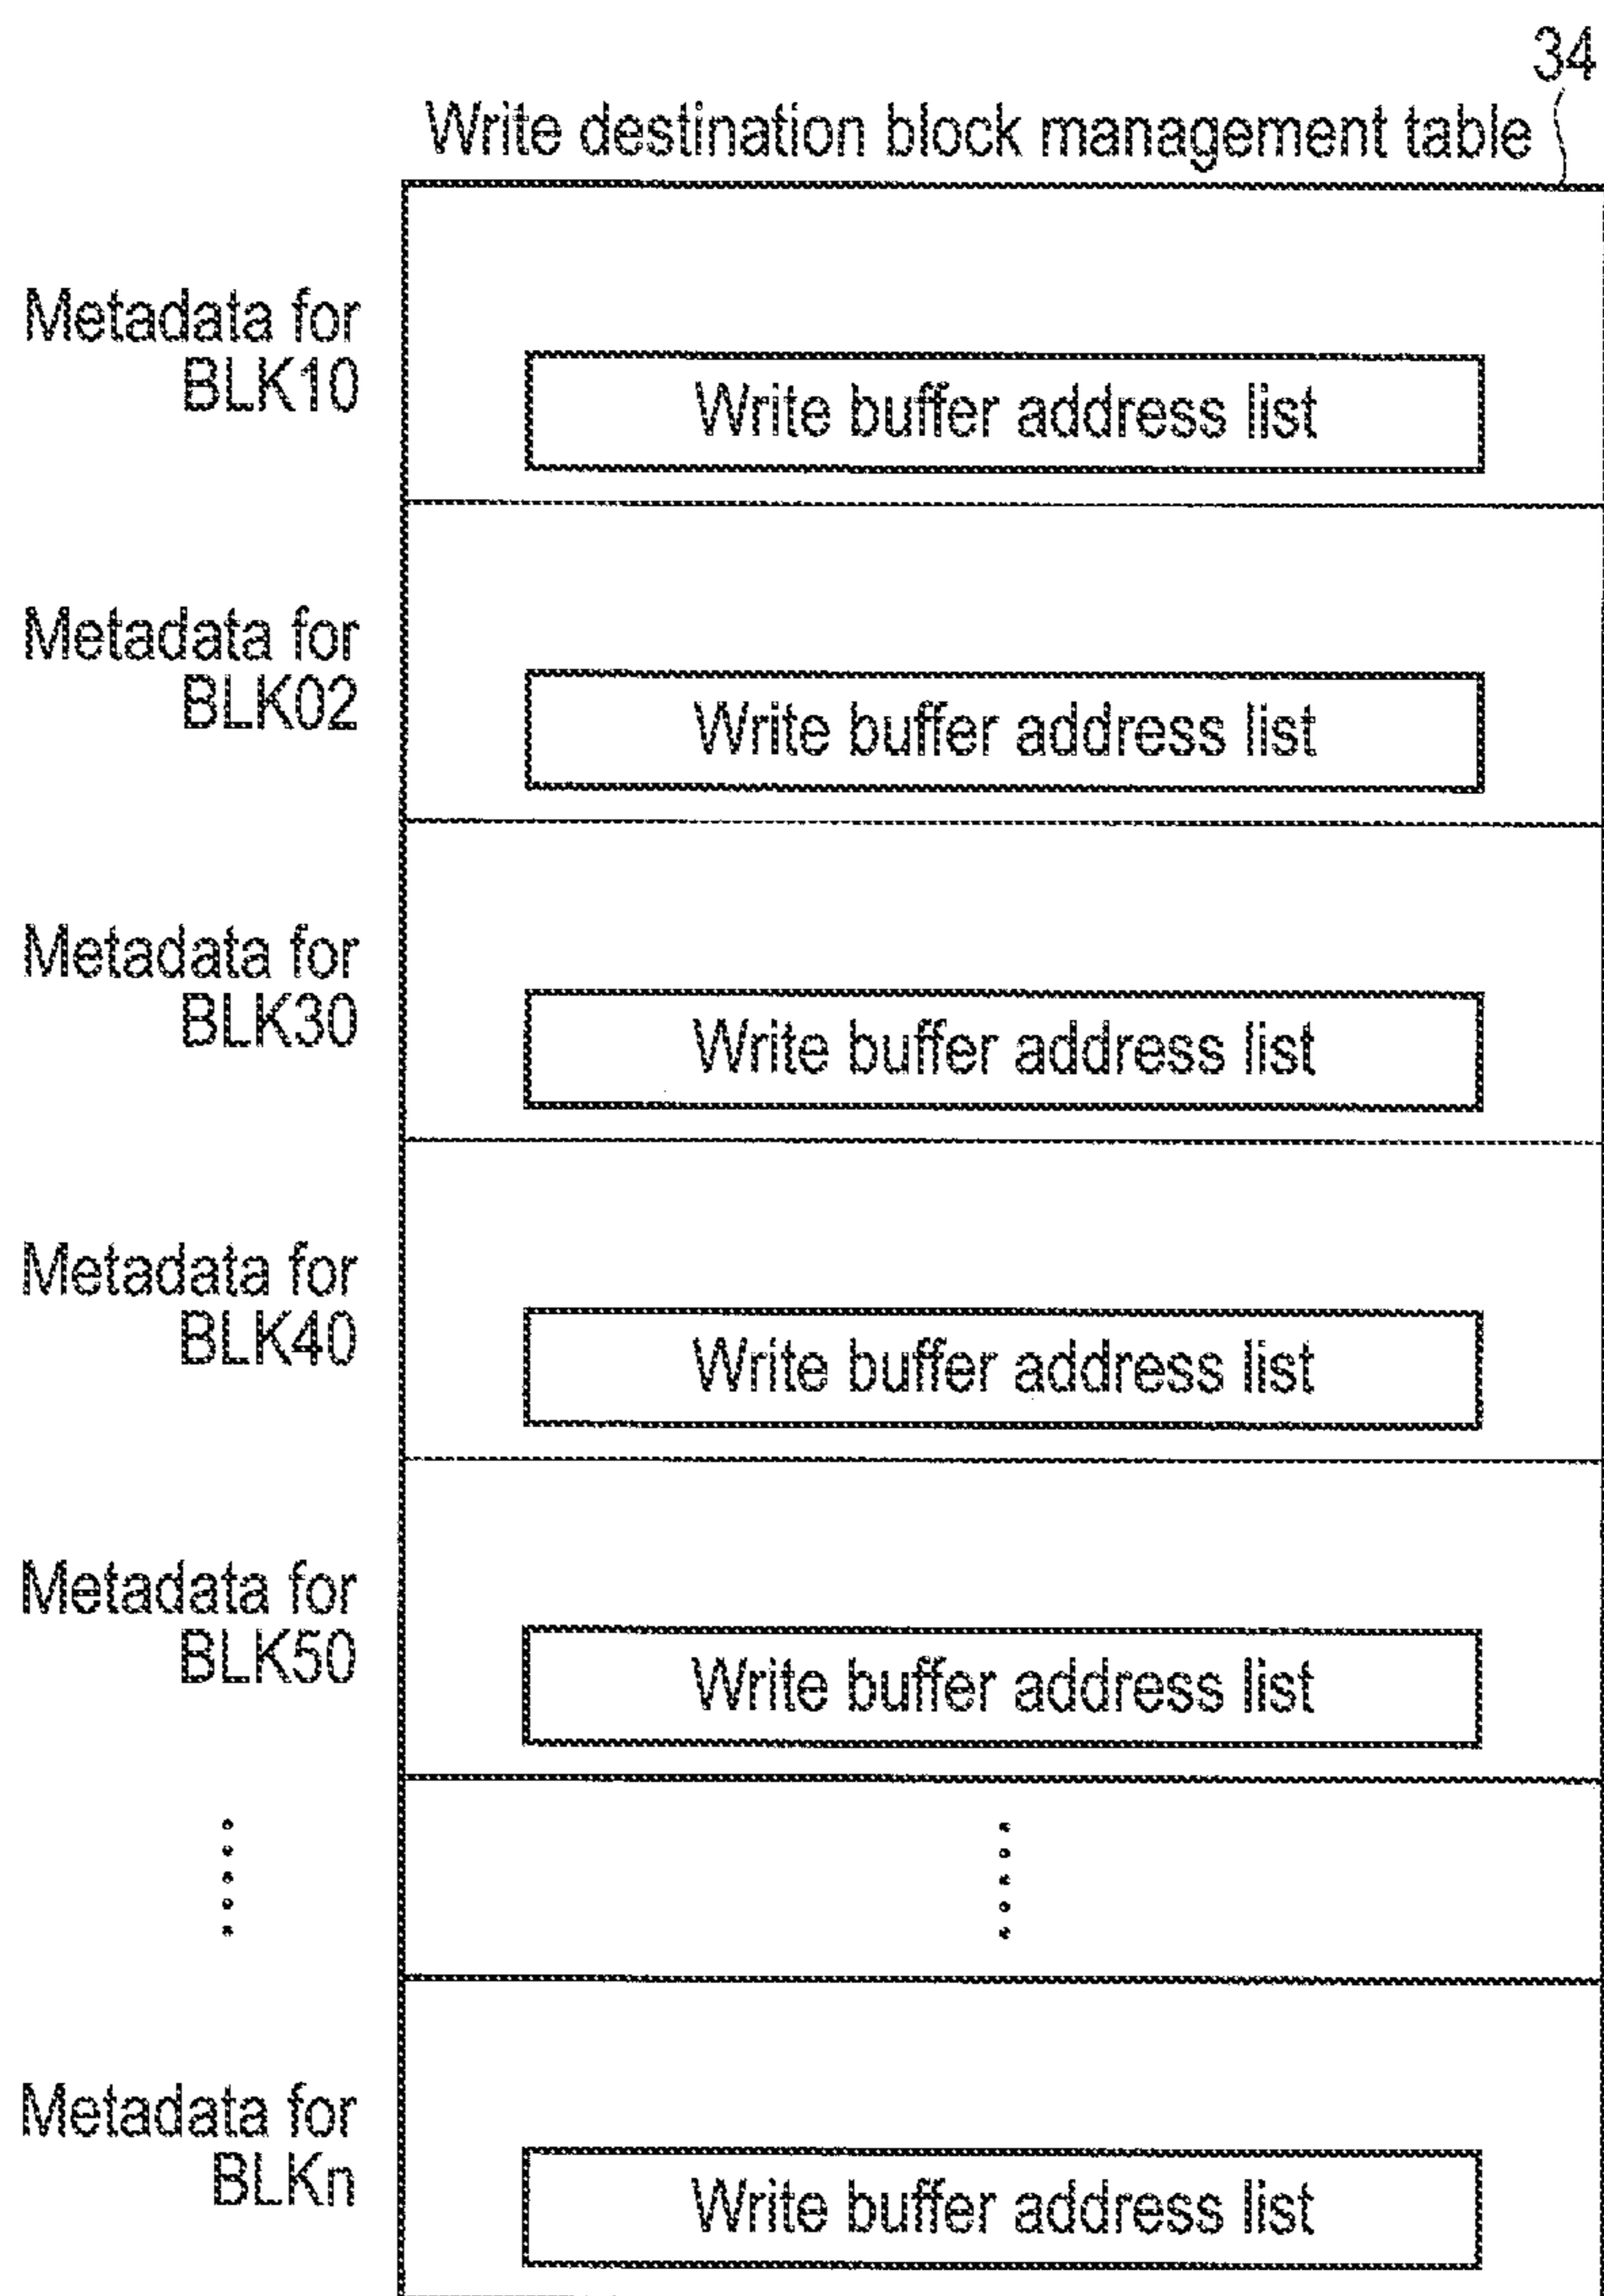 34
Write destination block management table
Metadata for
BLK10
Write buffer address list
Metadata for
BLK02
Write buffer address list
Metadata for
BLK30
Write buffer address list
Metadata for
BLK40
Write buffer address list
Metadata for
BLK50
Write buffer address list
Metadata for
BLKn
Write buffer address list